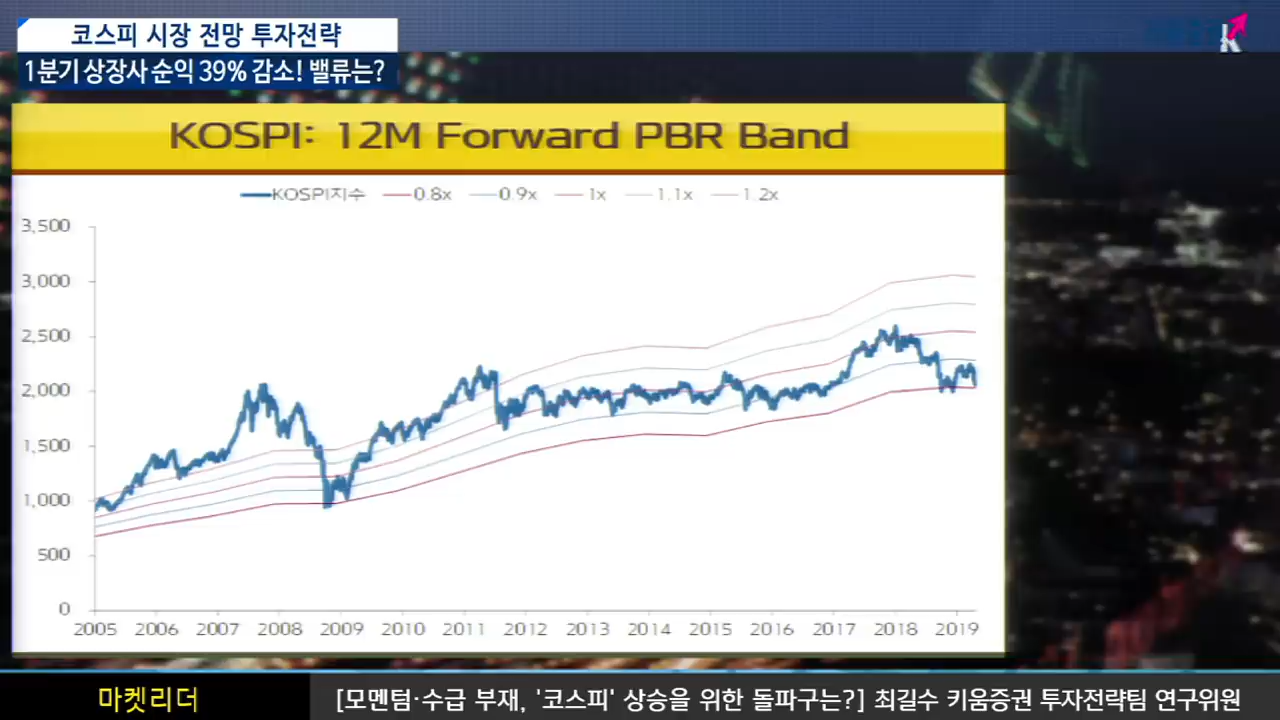 코스피 시장 전망 투자전략
1분기 상장사 순익 39% 감소! 밸류는?
K
KOSPI: 12M Forward PBR Band
KOSPI지수 0.8x 0.9x 1x 1.1x 1.2x
3,500
3,000
2,500
2,000
1,500
1,000
500
0
2005 2006 2007 2008 2009 2010 2011 2012 2013 2014 2015 2016 2017 2018 2019
마켓리더
[모멘텀·수급 부재, '코스피' 상승을 위한 돌파구는?] 최길수 키움증권 투자전략팀 연구위원